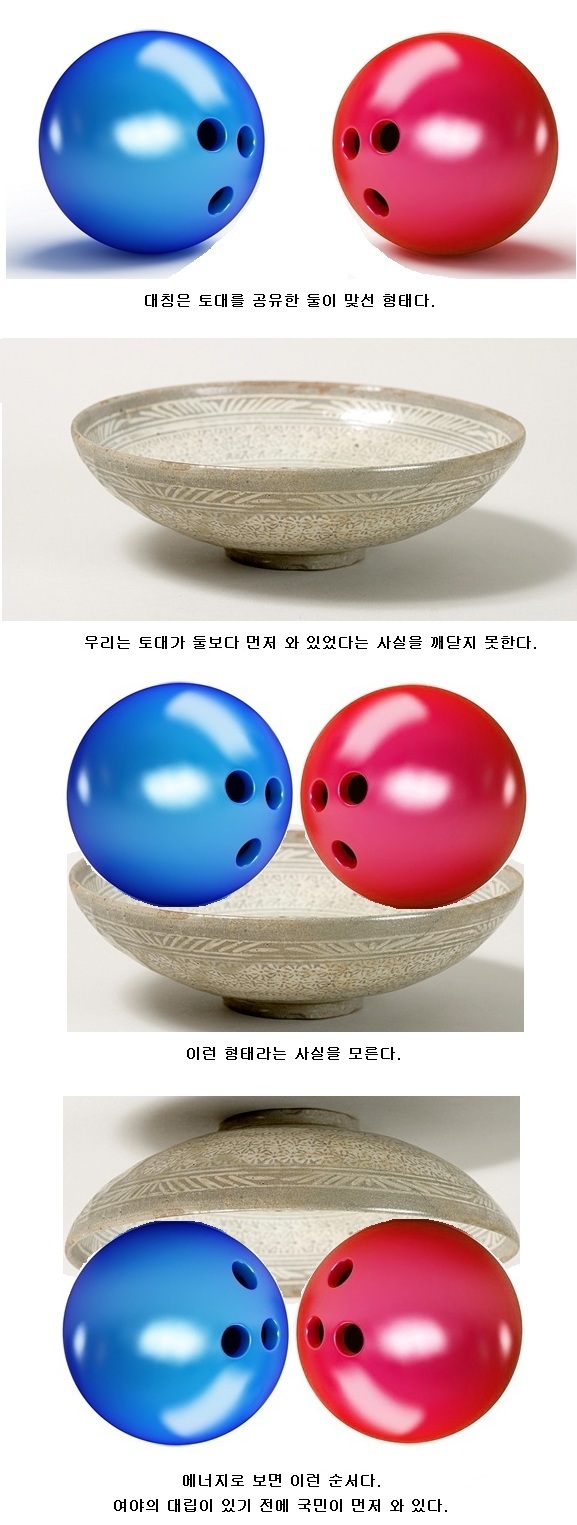 대칭은 토대를 공유한 둘이 맞선 형태다.
우리는 토대가 둘보다 먼저 와 있었다는 사실을 깨닫지 못한다.
이런 형태라는 사실을 모른다.
에너지로 보면 이런 순서다.
여야의 대립이 있기 전에 국민이 먼저 와 있다.